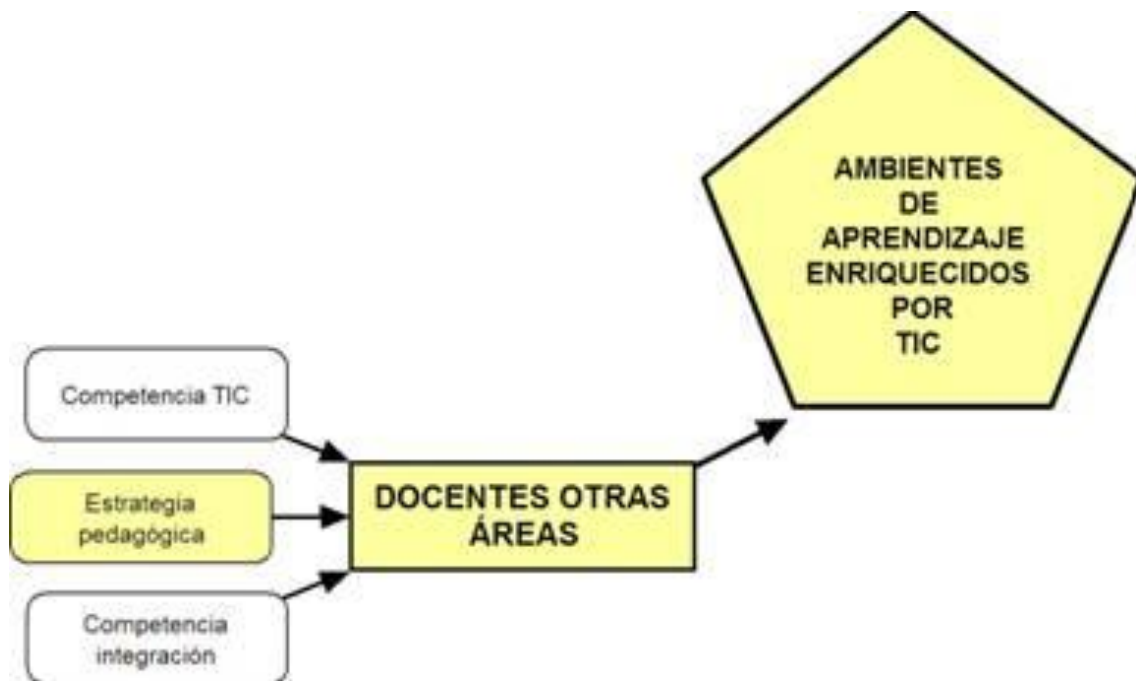 AMBIENTES
DE
APRENDIZAJE
ENRIQUECIDOS
POR
TIC
Competencia TIC
Estrategia
pedagógica
DOCENTES OTRAS
ÁREAS
Competencia
integración